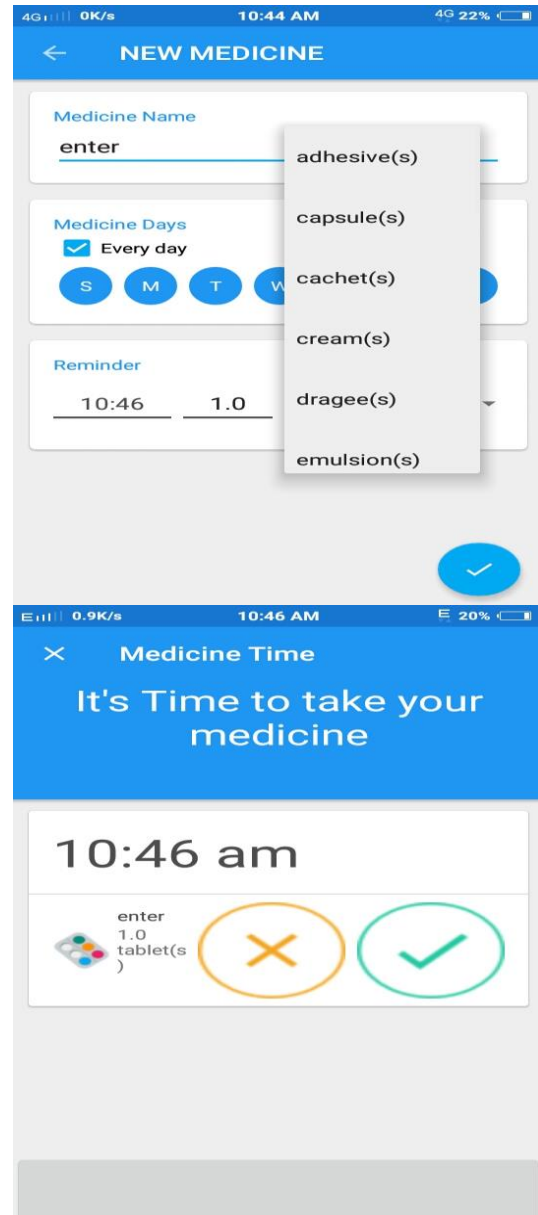 4G 0K/s 10:44 AM 4G 22%
NEW MEDICINE
Medicine Name
enter
adhesive(s)
capsule(s)
Medicine Days
Every day
S M T W
cachet(s)
cream(s)
Reminder
10:46 1.0
dragee(s)
emulsion(s)
E 0.9K/s 10:46 AM E 20%
Medicine Time
It's Time to take your
medicine
10:46 am
enter
1.0
tablet(s
)